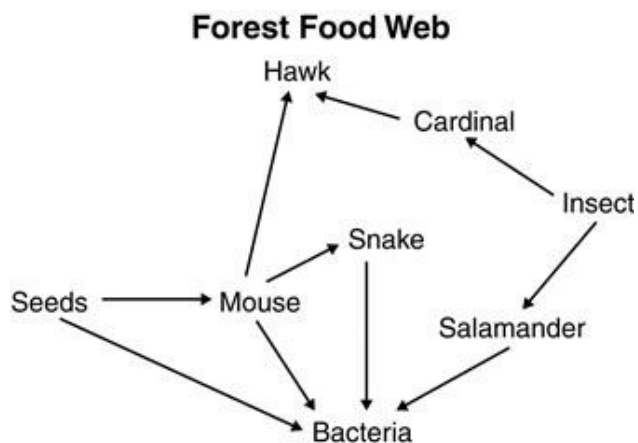 Forest Food Web
Hawk
Cardinal
Insect
Snake
Seeds
Mouse
Salamander
Bacteria